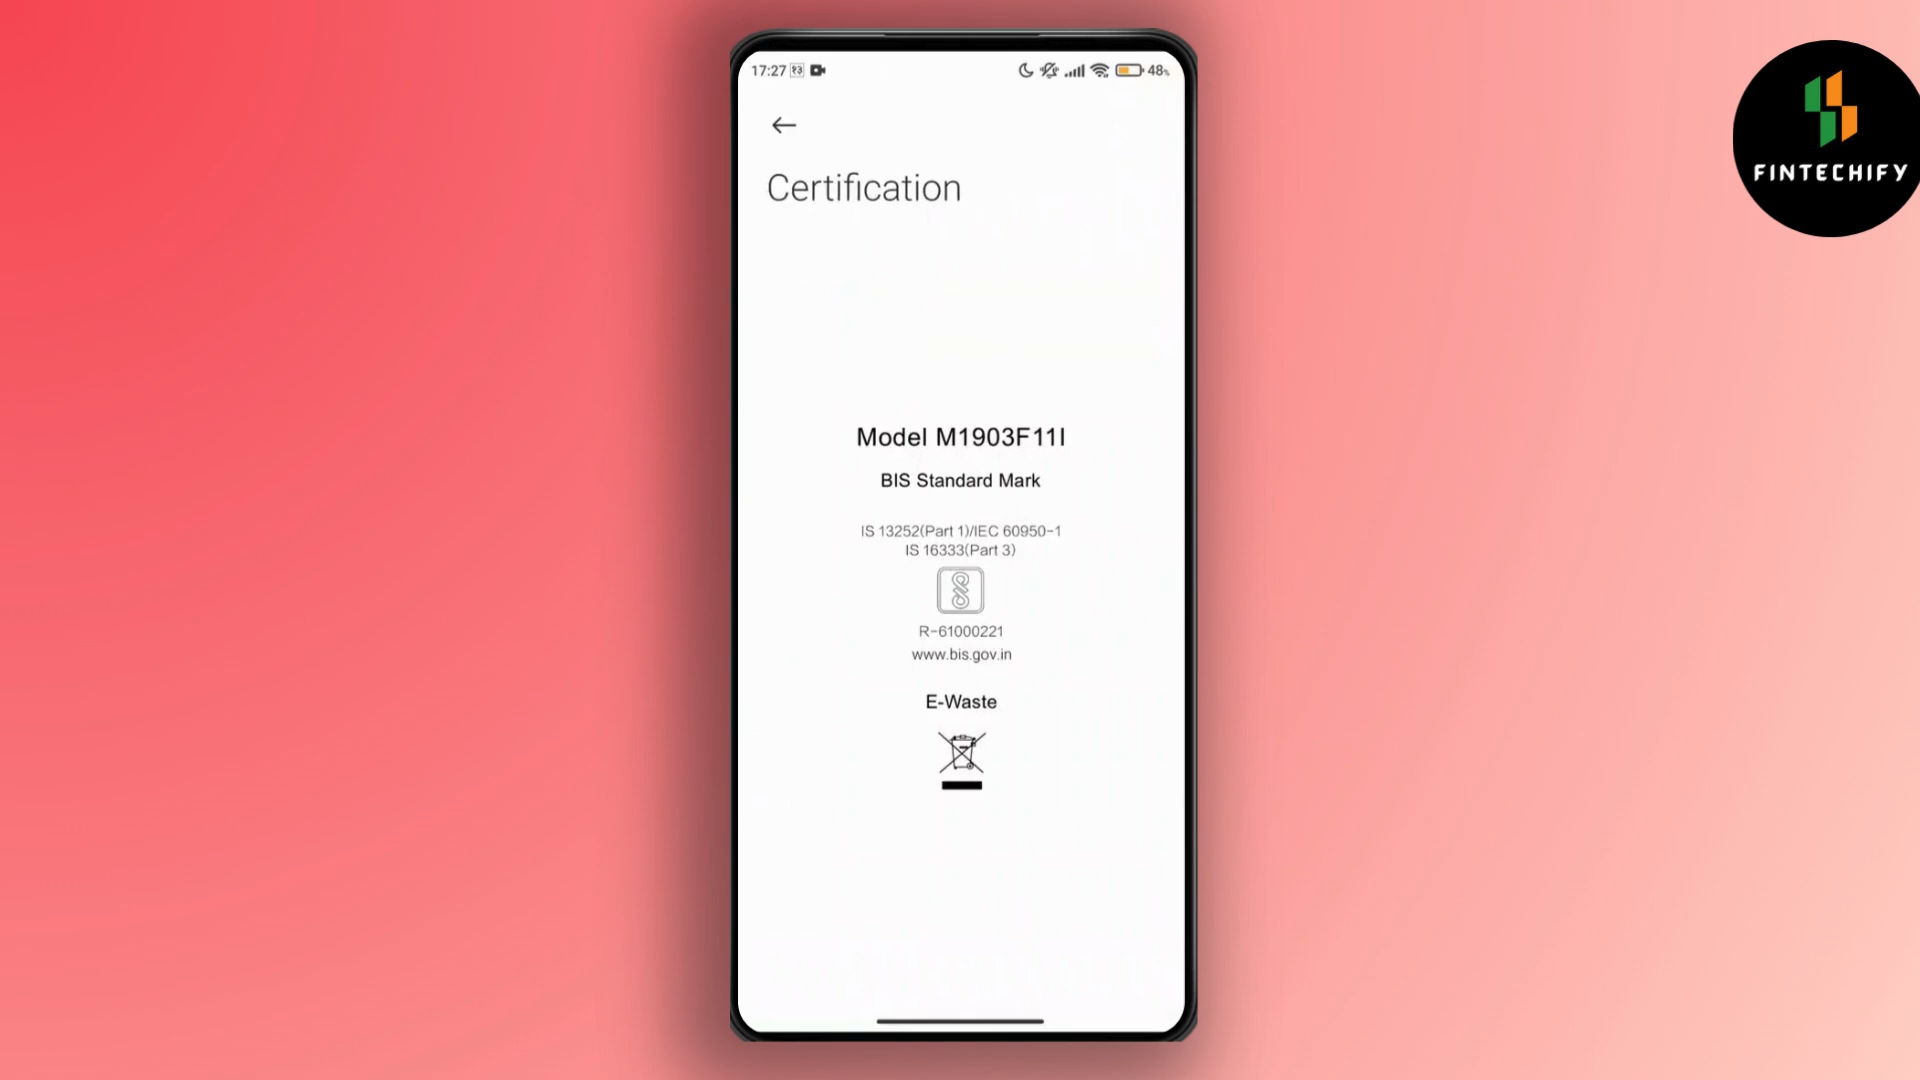 17:27 १३ 48%
Certification
Model M1903F11I
BIS Standard Mark
IS 13252(Part 1)/IEC 60950-1
IS 16333(Part 3)
R-61000221
www.bis.gov.in
E-Waste
FINTECHIFY